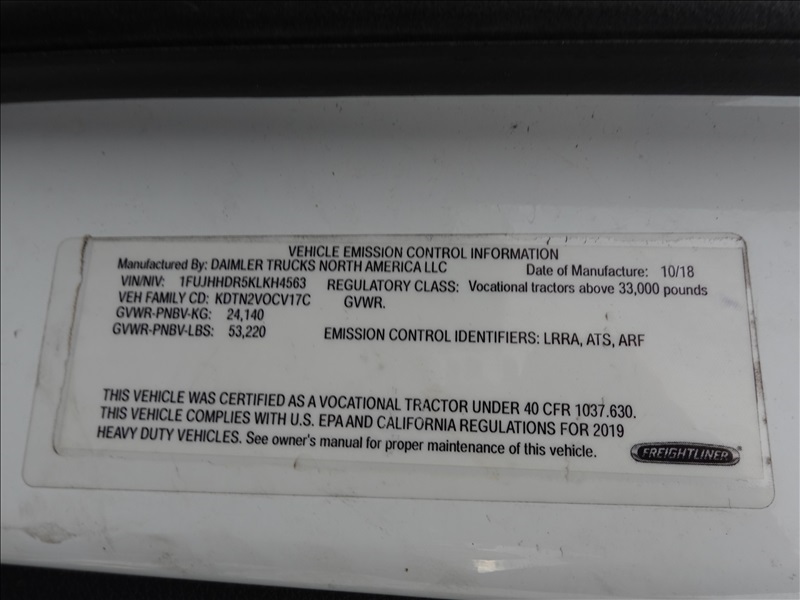 VEHICLE EMISSION CONTROL INFORMATION
Manufactured By: DAIMLER TRUCKS NORTH AMERICA LLC Date of Manufacture: 10/18
VIN/NIV: 1FUJHHDR5KLKH4563 REGULATORY CLASS: Vocational tractors above 33,000 pounds
VEH FAMILY CD: KDTN2VOCV17C GVWR.
GVWR-PNBV-KG: 24,140
GVWR-PNBV-LBS: 53,220 EMISSION CONTROL IDENTIFIERS: LRRA, ATS, ARF
THIS VEHICLE WAS CERTIFIED AS A VOCATIONAL TRACTOR UNDER 40 CFR 1037.630.
THIS VEHICLE COMPLIES WITH U.S. EPA AND CALIFORNIA REGULATIONS FOR 2019
HEAVY DUTY VEHICLES. See owner's manual for proper maintenance of this vehicle.
FREIGHTLINER